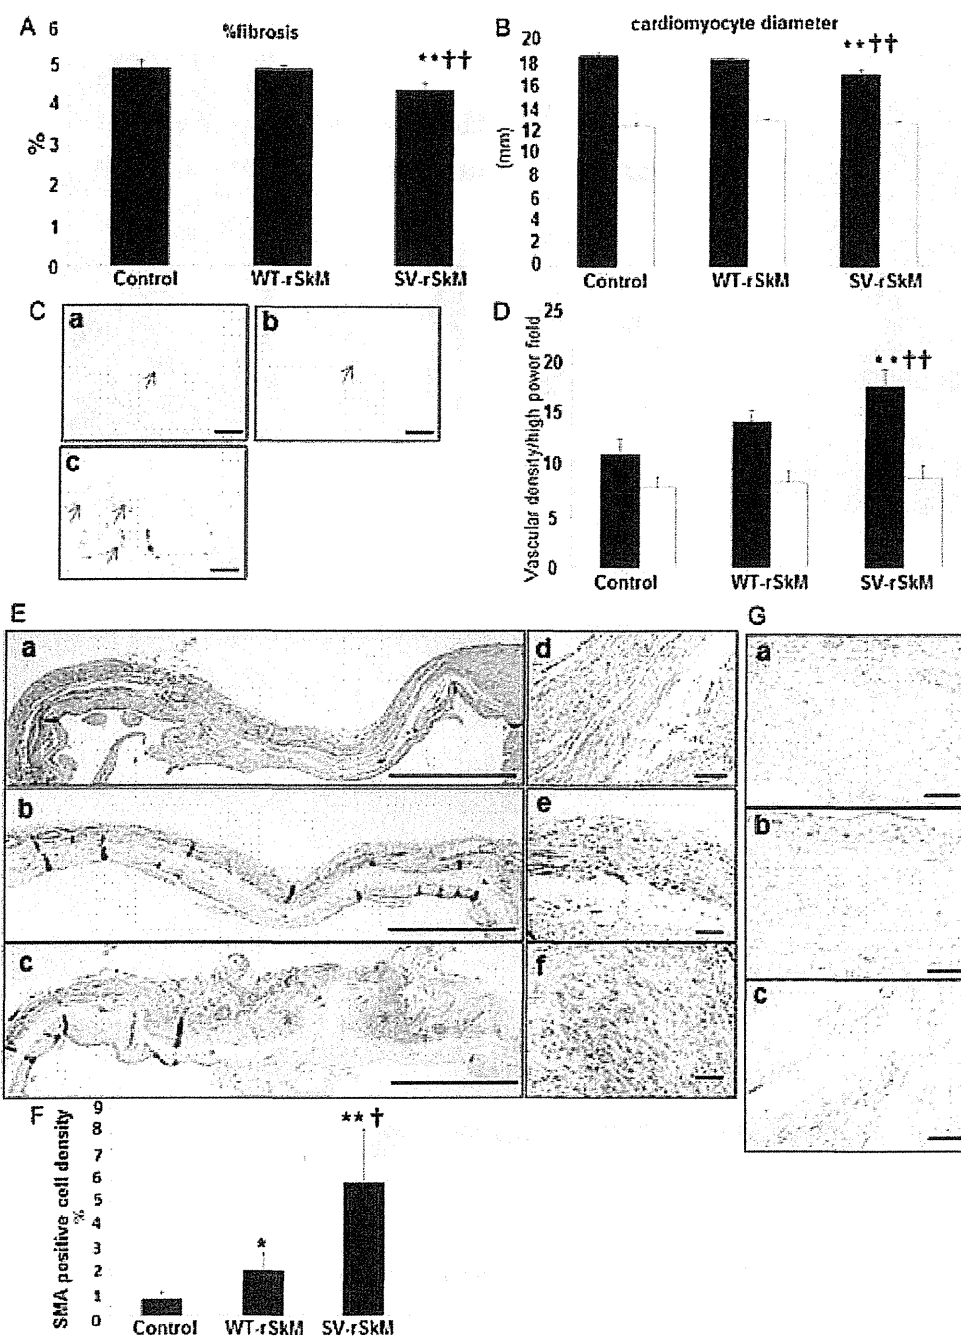 A
%fibrosis
6
5
4
3
2
1
0
%
**††
Control WT-rSkM SV-rSkM
B
cardiomyocyte diameter
20
18
16
14
12
10
8
6
4
2
0
(mm)
**††
Control WT-rSkM SV-rSkM
C
a
b
c
D
25
20
15
10
5
0
Vascular density/high power field
**††
Control WT-rSkM SV-rSkM
E
a
b
c
d
e
f
G
a
b
c
F
9
8
7
6
5
4
3
2
1
0
SMA positive cell density
%
*
**†
Control WT-rSkM SV-rSkM